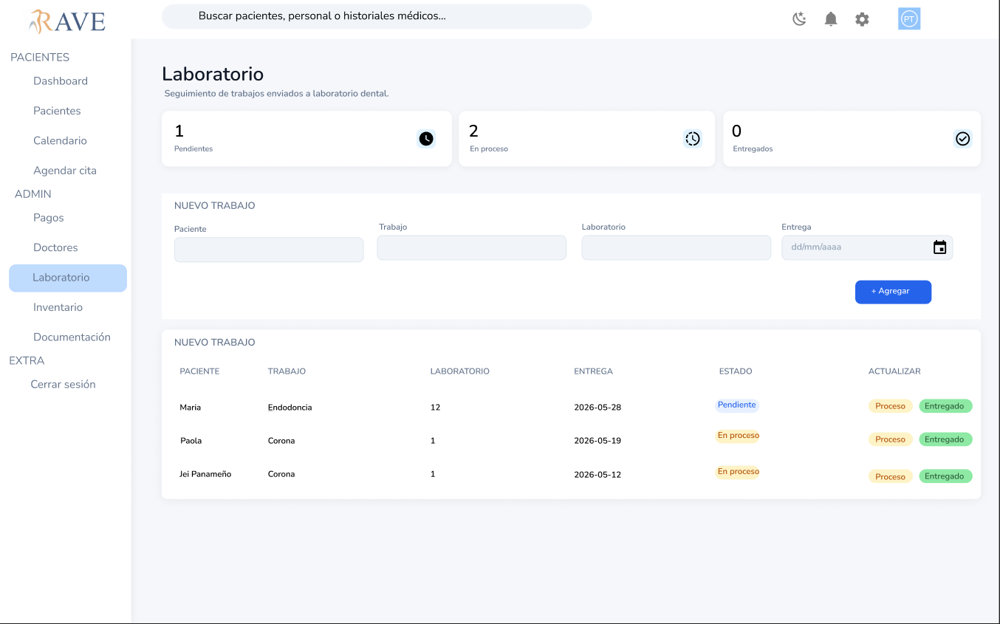 RAVE
Buscar pacientes, personal o historiales médicos...
PT
PACIENTES
Dashboard
Pacientes
Calendario
Agendar cita
ADMIN
Pagos
Doctores
Laboratorio
Inventario
Documentación
EXTRA
Cerrar sesión
Laboratorio
Seguimiento de trabajos enviados a laboratorio dental.
1
Pendientes
2
En proceso
0
Entregados
NUEVO TRABAJO
Paciente
Trabajo
Laboratorio
Entrega
dd/mm/aaaa
+ Agregar
NUEVO TRABAJO
PACIENTE TRABAJO LABORATORIO ENTREGA ESTADO ACTUALIZAR
Maria Endodoncia 12 2026-05-28 Pendiente Proceso Entregado
Paola Corona 1 2026-05-19 En proceso Proceso Entregado
Jei Panameño Corona 1 2026-05-12 En proceso Proceso Entregado